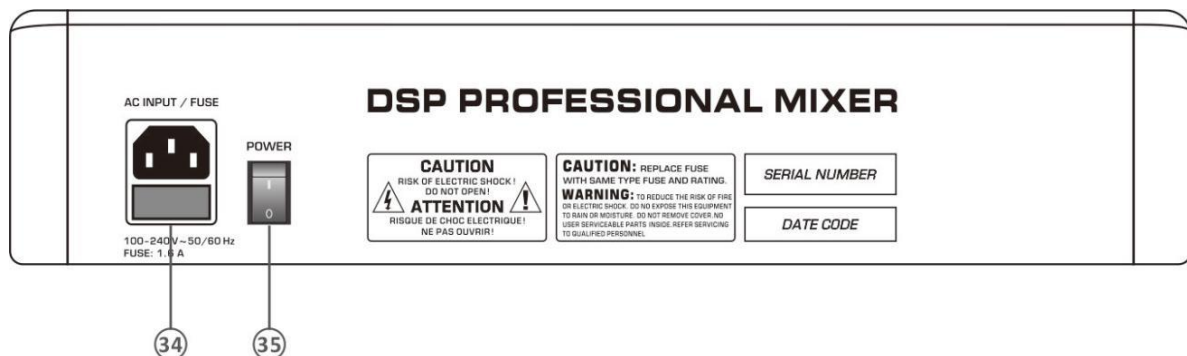 AC INPUT / FUSE
DSP PROFESSIONAL MIXER
POWER
I
0
100-240V~50/60 Hz
FUSE: 1.6 A
CAUTION
RISK OF ELECTRIC SHOCK!
DO NOT OPEN!
ATTENTION
RISQUE DE CHOC ELECTRIQUE!
NE PAS OUVRIR!
CAUTION: REPLACE FUSE
WITH SAME TYPE FUSE AND RATING.
WARNING: TO REDUCE THE RISK OF FIRE
OR ELECTRIC SHOCK. DO NO EXPOSE THIS EQUIPMENT
TO RAIN OR MOISTURE. DO NOT REMOVE COVER. NO
USER SERVICEABLE PARTS INSIDE. REFER SERVICING
TO QUALIFIED PERSONNEL
SERIAL NUMBER
DATE CODE
34
35